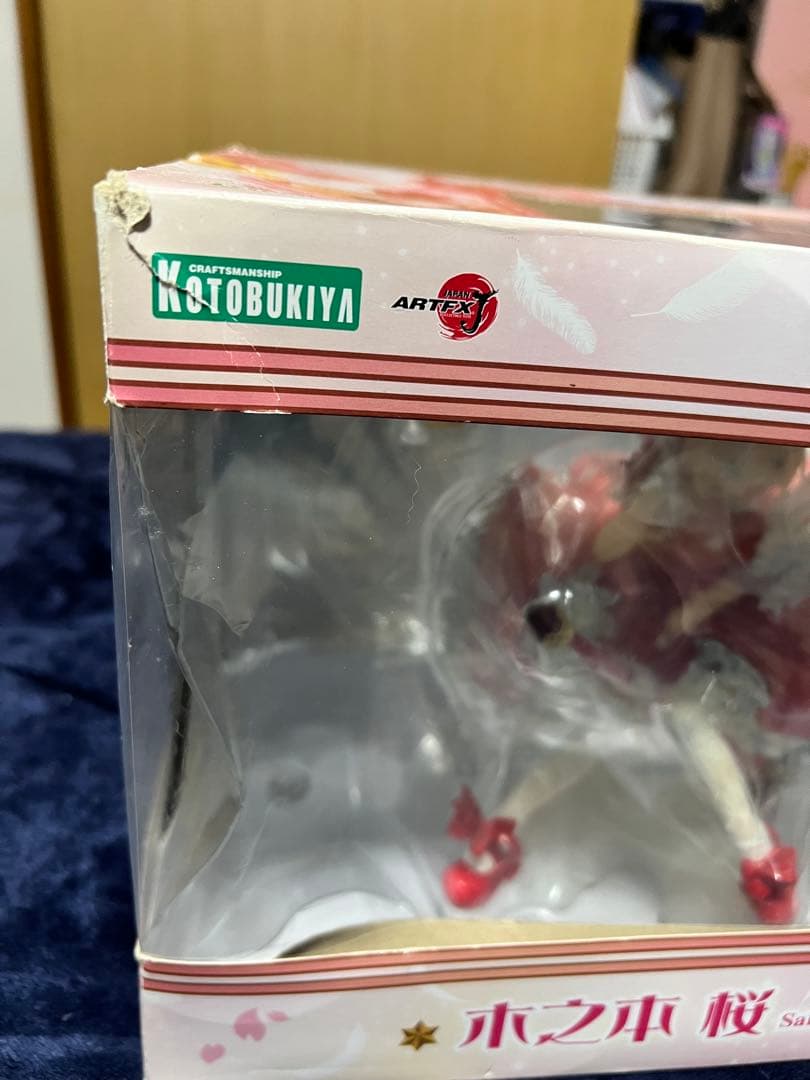 CRAFTSMANSHIP
KOTOBUKIYA
JAPAN
ARTFX J
木之本 桜